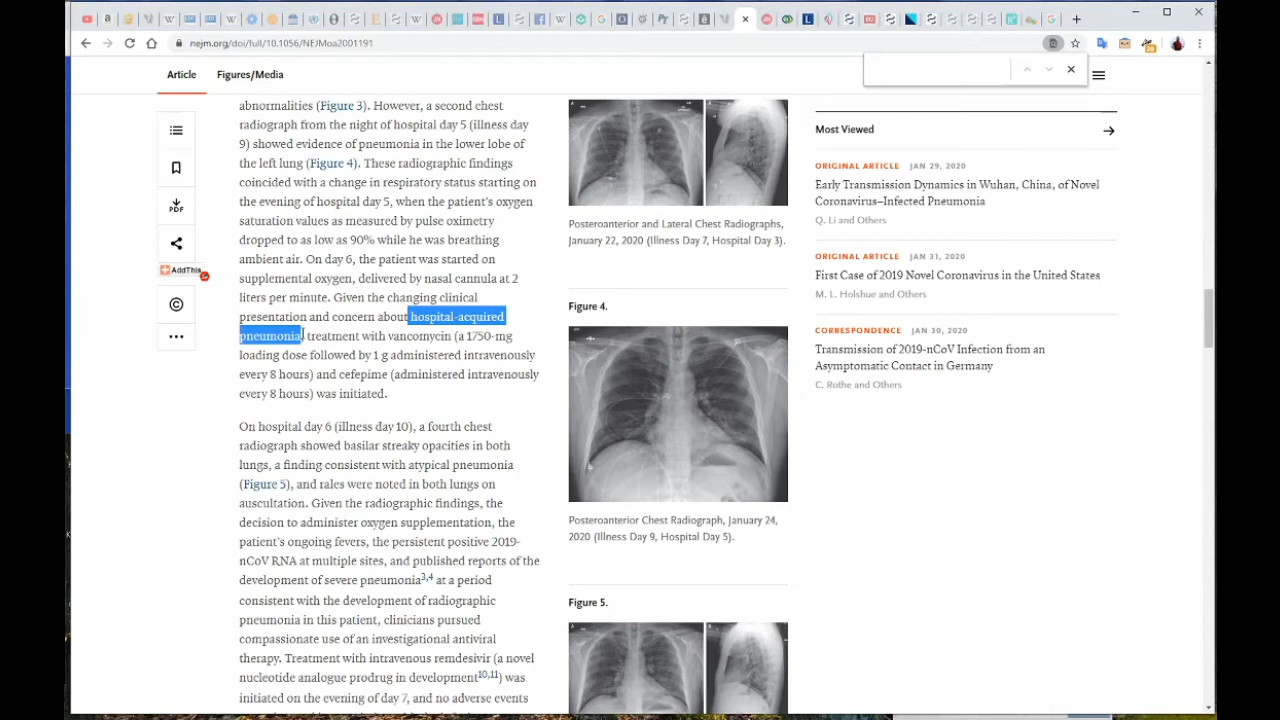 nejm.org/doi/full/10.1056/NEJMoa2001191
Article
Figures/Media
abnormalities (Figure 3). However, a second chest
radiograph from the night of hospital day 5 (illness day
9) showed evidence of pneumonia in the lower lobe of
the left lung (Figure 4). These radiographic findings
coincided with a change in respiratory status starting on
the evening of hospital day 5, when the patient's oxygen
saturation values as measured by pulse oximetry
dropped to as low as 90% while he was breathing
ambient air. On day 6, the patient was started on
supplemental oxygen, delivered by nasal cannula at 2
liters per minute. Given the changing clinical
presentation and concern about hospital-acquired
pneumonia, treatment with vancomycin (a 1750-mg
loading dose followed by 1 g administered intravenously
every 8 hours) and cefepime (administered intravenously
every 8 hours) was initiated.
On hospital day 6 (illness day 10), a fourth chest
radiograph showed basilar streaky opacities in both
lungs, a finding consistent with atypical pneumonia
(Figure 5), and rales were noted in both lungs on
auscultation. Given the radiographic findings, the
decision to administer oxygen supplementation, the
patient's ongoing fevers, the persistent positive 2019-
nCoV RNA at multiple sites, and published reports of the
development of severe pneumonia3,4 at a period
consistent with the development of radiographic
pneumonia in this patient, clinicians pursued
compassionate use of an investigational antiviral
therapy. Treatment with intravenous remdesivir (a novel
nucleotide analogue prodrug in development10,11) was
initiated on the evening of day 7, and no adverse events
PDF
AddThis
Posteroanterior and Lateral Chest Radiographs,
January 22, 2020 (Illness Day 7, Hospital Day 3).
Figure 4.
Posteroanterior Chest Radiograph, January 24,
2020 (Illness Day 9, Hospital Day 5).
Figure 5.
Most Viewed
ORIGINAL ARTICLE JAN 29, 2020
Early Transmission Dynamics in Wuhan, China, of Novel
Coronavirus–Infected Pneumonia
Q. Li and Others
ORIGINAL ARTICLE JAN 31, 2020
First Case of 2019 Novel Coronavirus in the United States
M. L. Holshue and Others
CORRESPONDENCE JAN 30, 2020
Transmission of 2019-nCoV Infection from an
Asymptomatic Contact in Germany
C. Rothe and Others